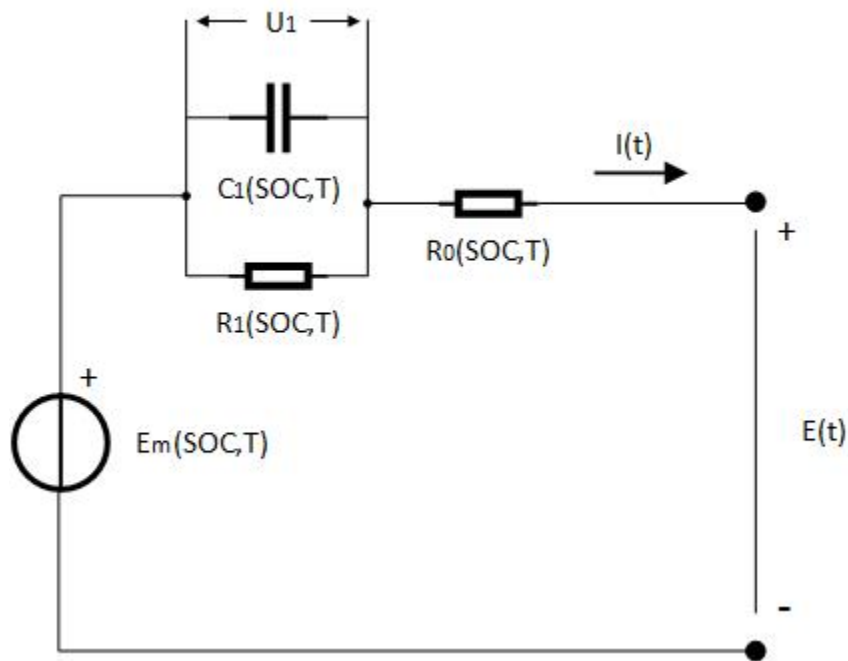 U1
C1(SOC,T)
I(t)
R0(SOC,T)
+
R1(SOC,T)
+
Em(SOC,T)
E(t)
-